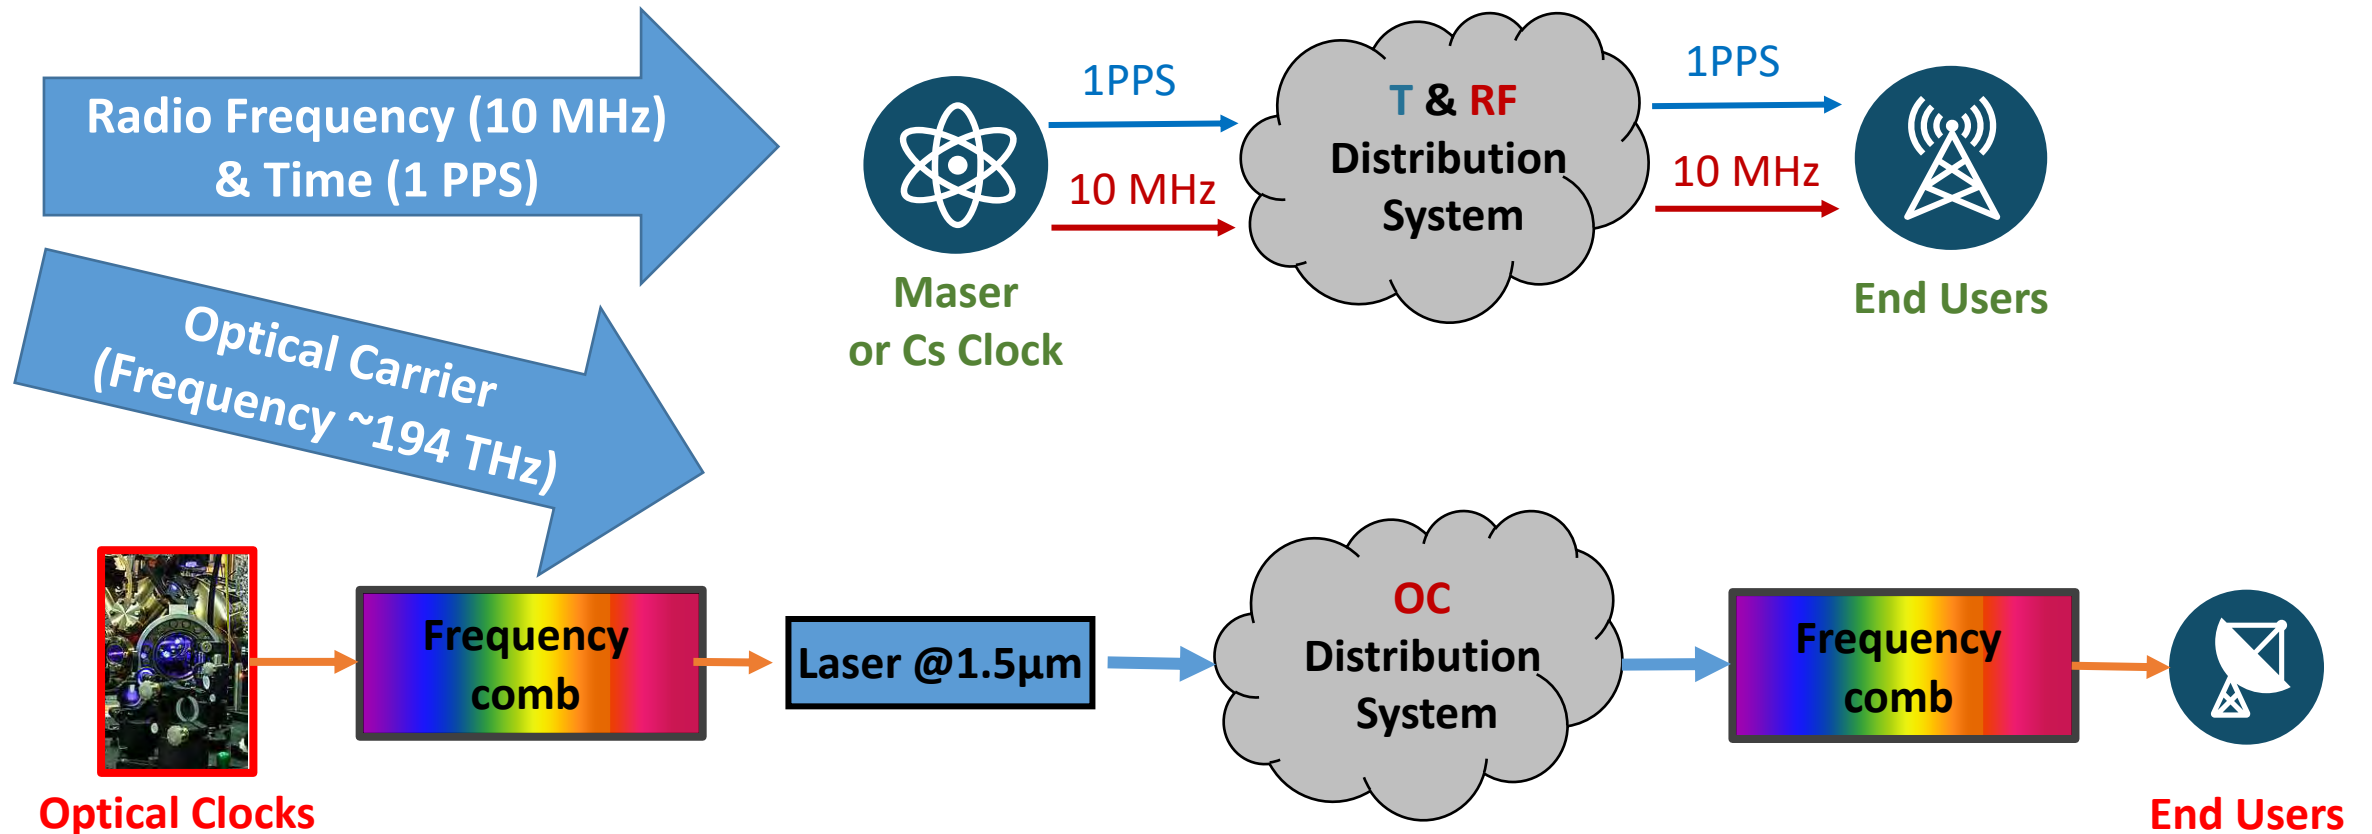 Radio Frequency (10 MHz)
& Time (1 PPS)
1PPS
10 MHz
Maser
or Cs Clock
T & RF
Distribution
System
1PPS
10 MHz
End Users
Optical Carrier
(Frequency ~194 THz)
Optical Clocks
Frequency
comb
Laser @1.5µm
OC
Distribution
System
Frequency
comb
End Users